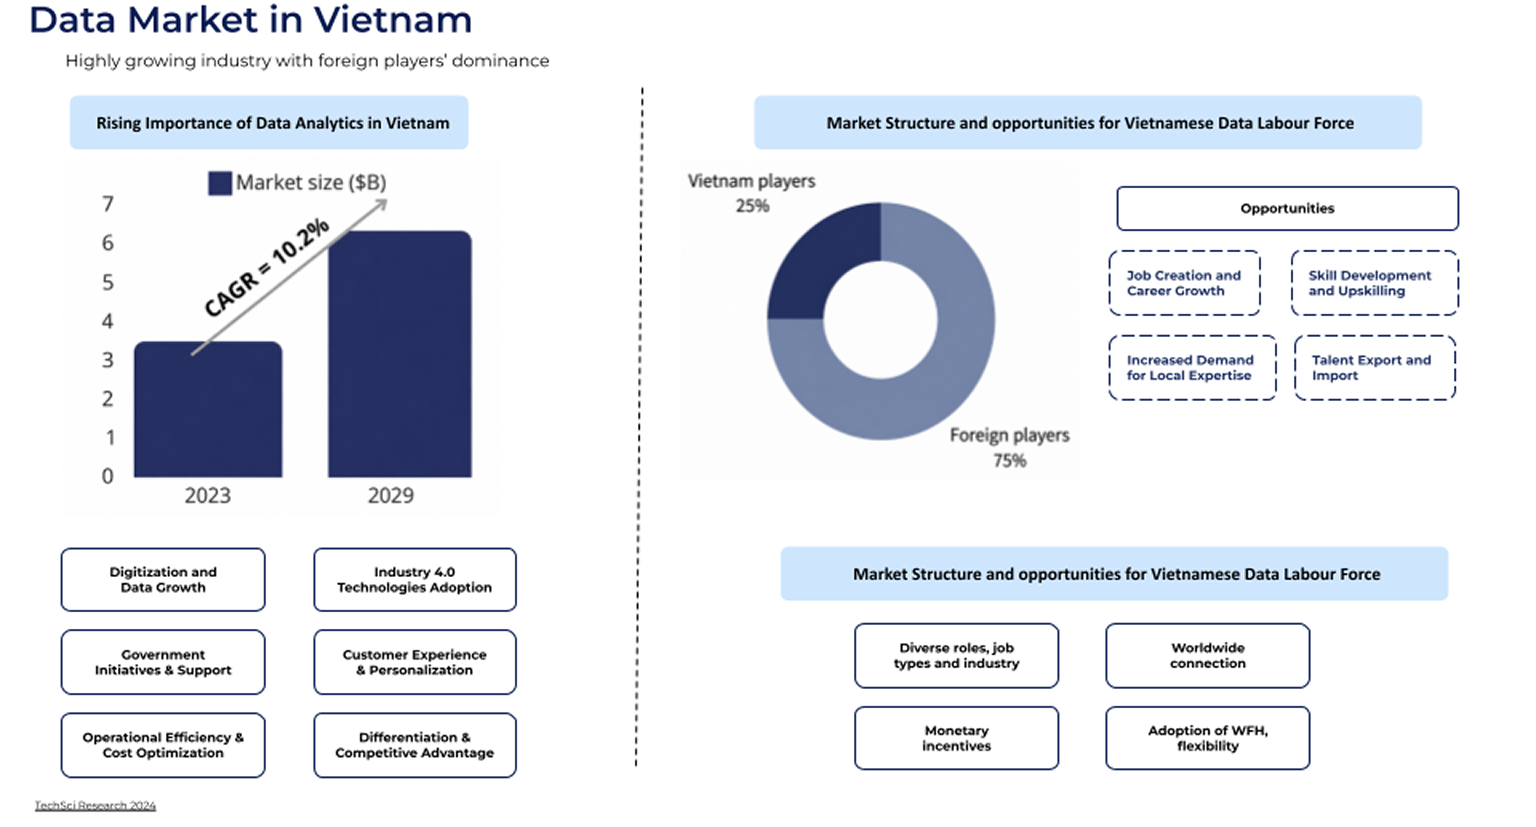 Data Market in Vietnam
Highly growing industry with foreign players' dominance
Rising Importance of Data Analytics in Vietnam
Market size ($B)
7
6
5
4
3
2
1
0
CAGR = 10.2%
2023
2029
Digitization and
Data Growth
Industry 4.0
Technologies Adoption
Government
Initiatives & Support
Customer Experience
& Personalization
Operational Efficiency &
Cost Optimization
Differentiation &
Competitive Advantage
TechSci Research 2024
Market Structure and opportunities for Vietnamese Data Labour Force
Vietnam players
25%
Foreign players
75%
Opportunities
Job Creation and
Career Growth
Skill Development
and Upskilling
Increased Demand
for Local Expertise
Talent Export and
Import
Market Structure and opportunities for Vietnamese Data Labour Force
Diverse roles, job
types and industry
Worldwide
connection
Monetary
incentives
Adoption of WFH,
flexibility